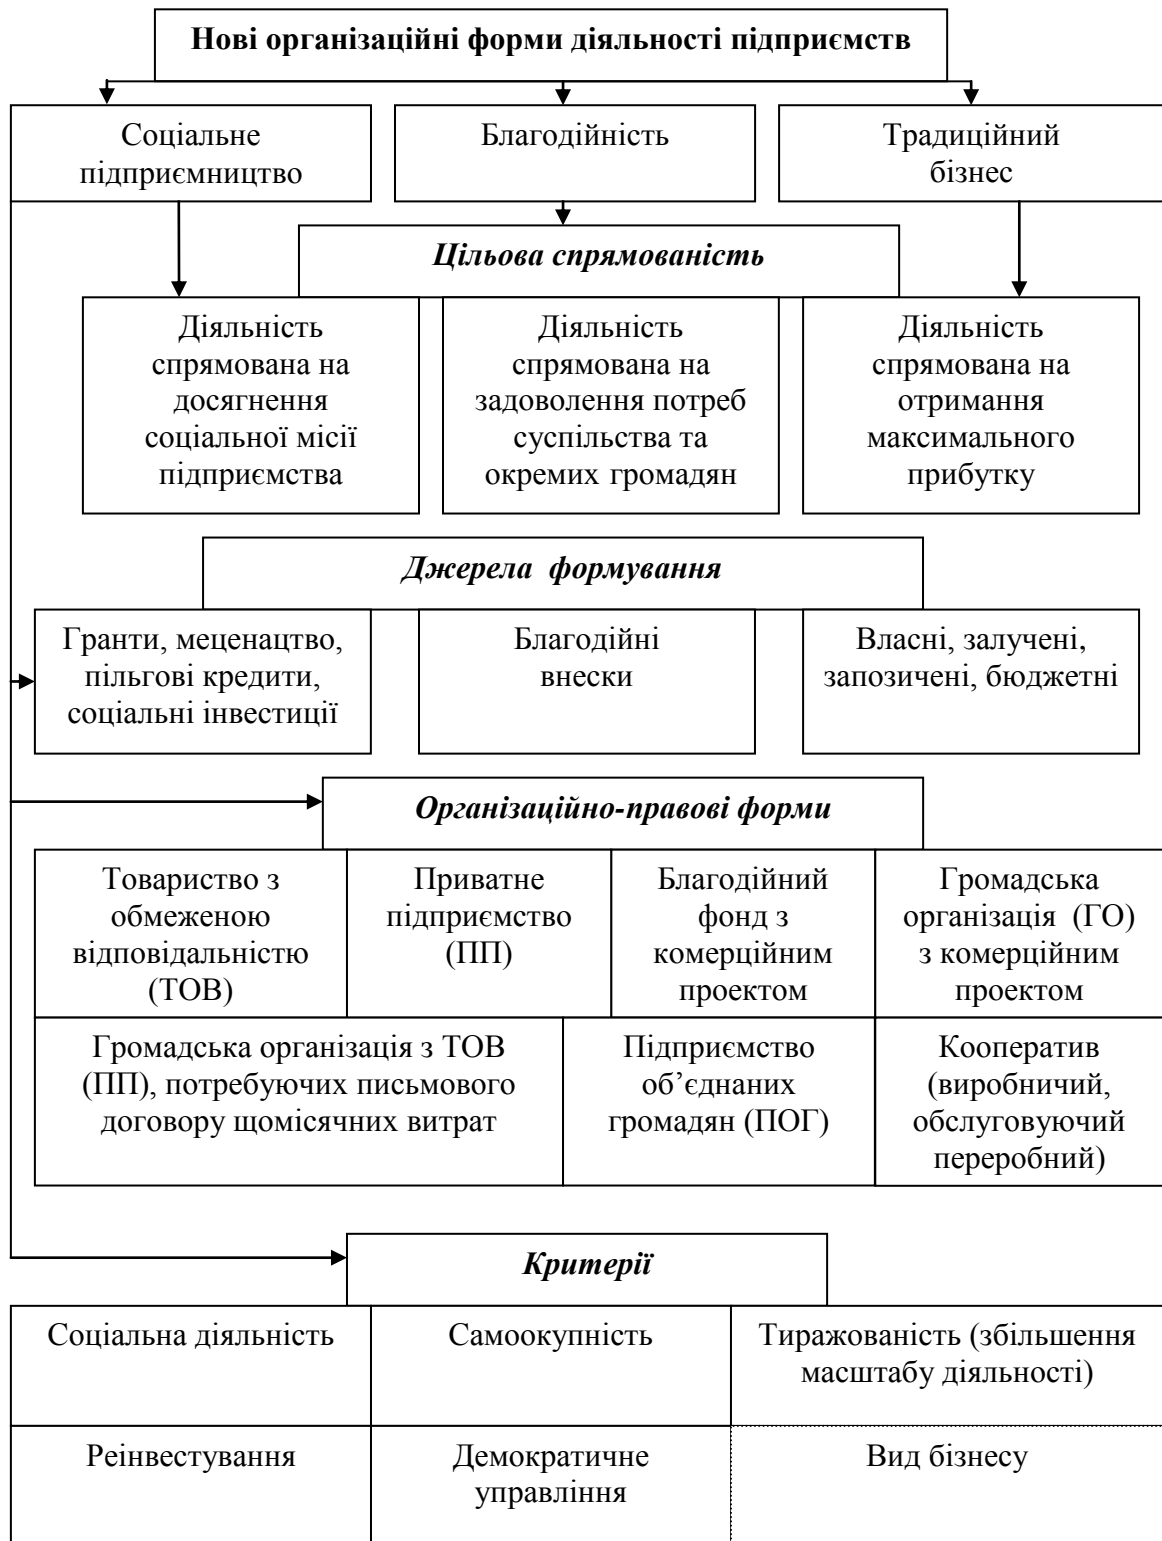 Нові організаційні форми діяльності підприємств
Соціальне
підприємництво
Благодійність
Традиційний
бізнес
Цільова спрямованість
Діяльність
спрямована на
досягнення
соціальної місії
підприємства
Діяльність
спрямована на
задоволення потреб
суспільства та
окремих громадян
Діяльність
спрямована на
отримання
максимального
прибутку
Джерела формування
Гранти, меценацтво,
пільгові кредити,
соціальні інвестиції
Благодійні
внески
Власні, залучені,
запозичені, бюджетні
Організаційно-правові форми
Товариство з
обмеженою
відповідальністю
(ТОВ)
Приватне
підприємство
(ПП)
Благодійний
фонд з
комерційним
проектом
Громадська
організація (ГО)
з комерційним
проектом
Громадська організація з ТОВ
(ПП), потребуючих письмового
договору щомісячних витрат
Підприємство
об’єднаних
громадян (ПОГ)
Кооператив
(виробничий,
обслуговуючий
переробний)
Критерії
Соціальна діяльність
Самоокупність
Тиражованість (збільшення
масштабу діяльності)
Реінвестування
Демократичне
управління
Вид бізнесу